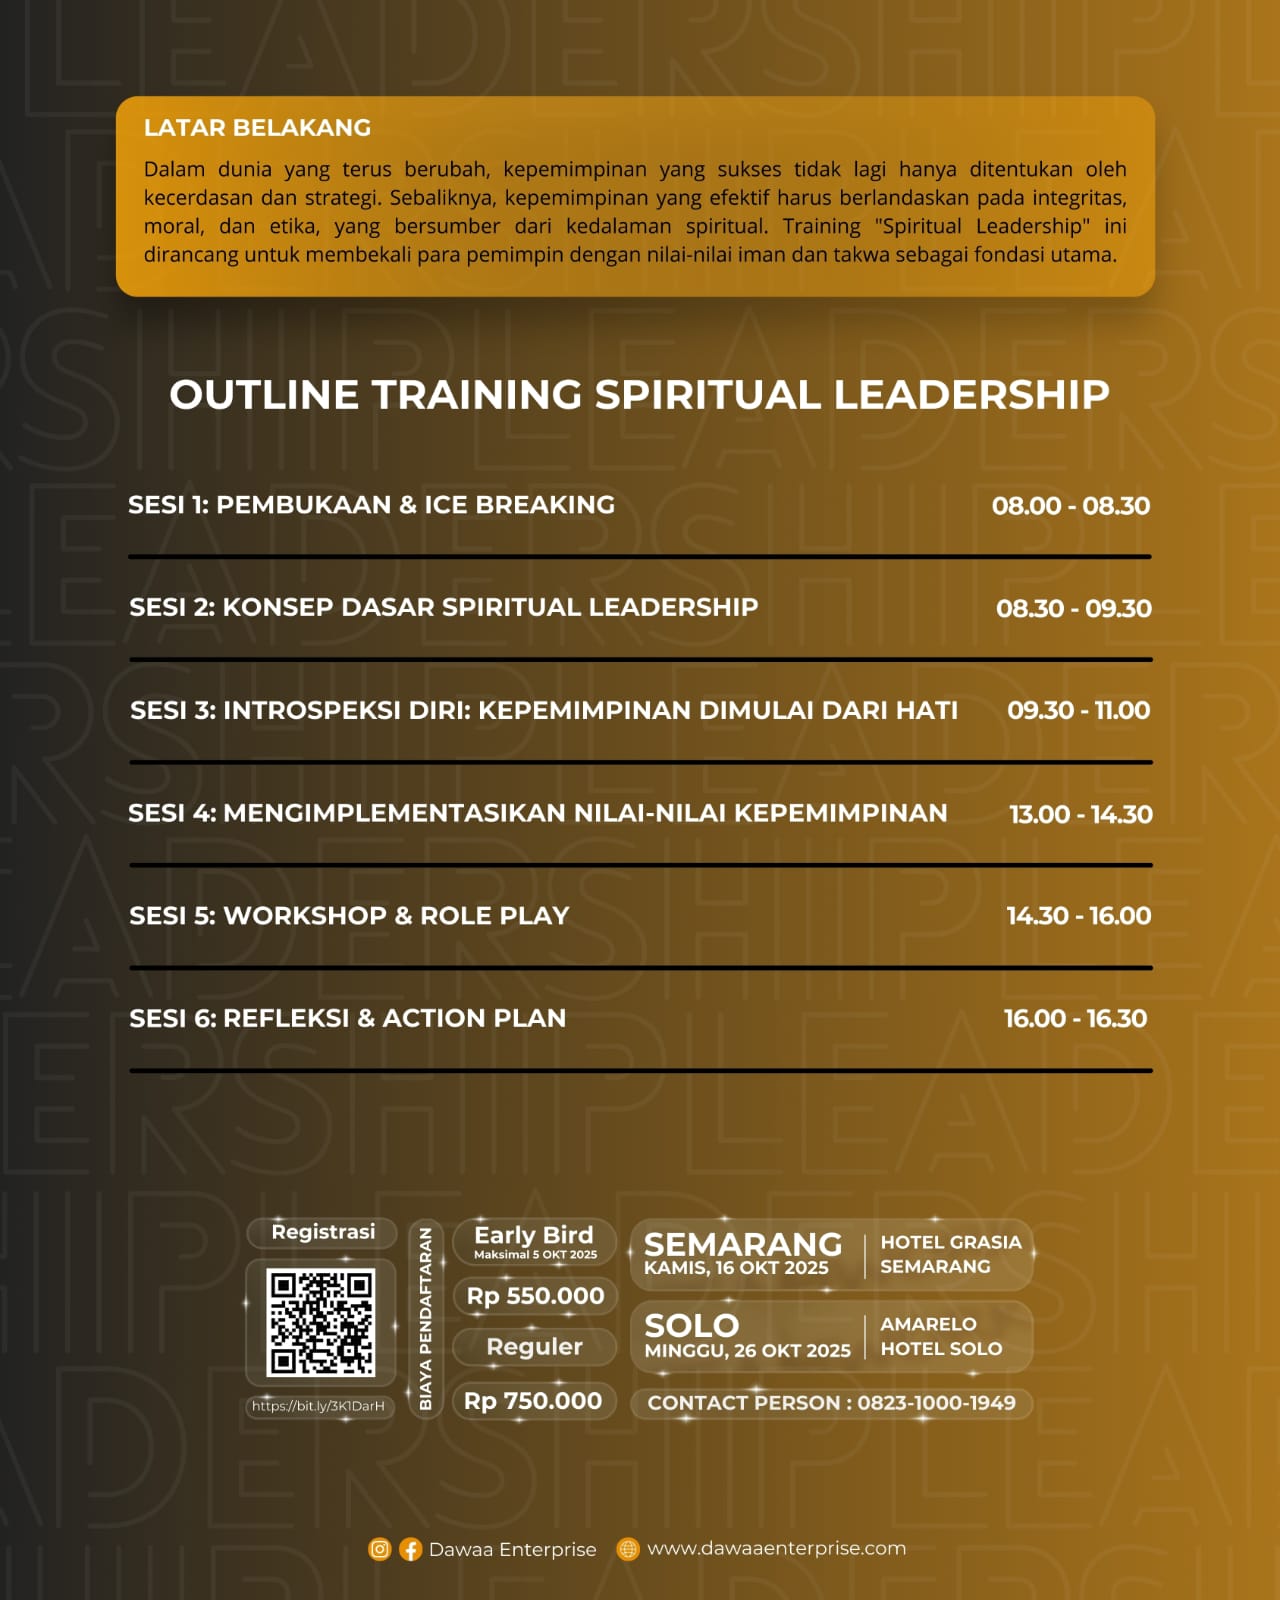 LATAR BELAKANG
Dalam dunia yang terus berubah, kepemimpinan yang sukses tidak lagi hanya ditentukan oleh
kecerdasan dan strategi. Sebaliknya, kepemimpinan yang efektif harus berlandaskan pada integritas,
moral, dan etika, yang bersumber dari kedalaman spiritual. Training "Spiritual Leadership" ini
dirancang untuk membekali para pemimpin dengan nilai-nilai iman dan takwa sebagai fondasi utama.
OUTLINE TRAINING SPIRITUAL LEADERSHIP
SESI 1: PEMBUKAAN & ICE BREAKING 08.00 - 08.30
SESI 2: KONSEP DASAR SPIRITUAL LEADERSHIP 08.30 - 09.30
SESI 3: INTROSPEKSI DIRI: KEPEMIMPINAN DIMULAI DARI HATI 09.30 - 11.00
SESI 4: MENGIMPLEMENTASIKAN NILAI-NILAI KEPEMIMPINAN 13.00 - 14.30
SESI 5: WORKSHOP & ROLE PLAY 14.30 - 16.00
SESI 6: REFLEKSI & ACTION PLAN 16.00 - 16.30
Registrasi
https://bit.ly/3K1DarH
BIAYA PENDAFTARAN
Early Bird
Maksimal 5 OKT 2025
Rp 550.000
Reguler
Rp 750.000
SEMARANG
KAMIS, 16 OKT 2025
HOTEL GRASIA
SEMARANG
SOLO
MINGGU, 26 OKT 2025
AMARELO
HOTEL SOLO
CONTACT PERSON : 0823-1000-1949
Dawaa Enterprise www.dawaaenterprise.com